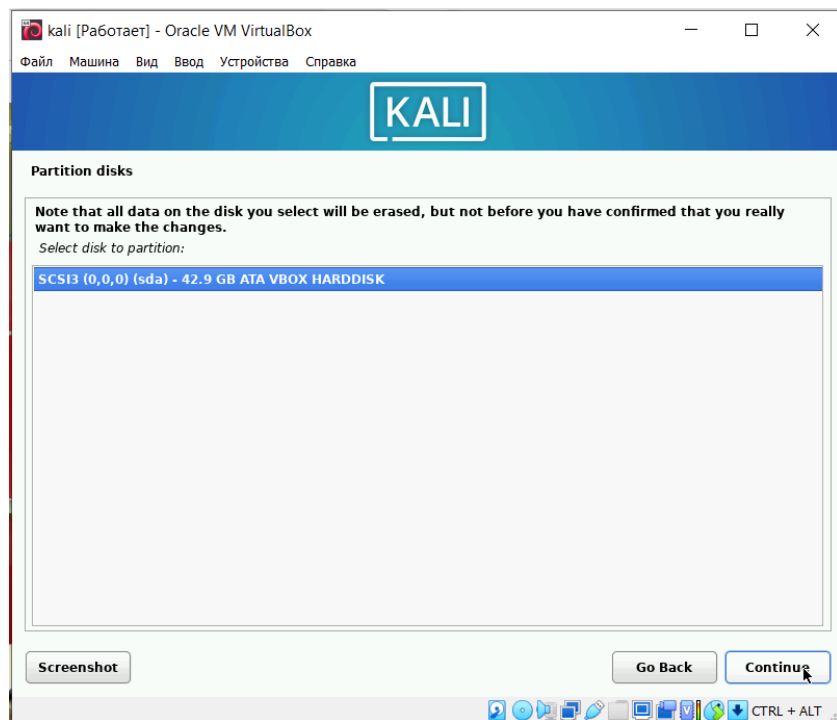 kali [Работает] - Oracle VM VirtualBox
Файл Машина Вид Ввод Устройства Справка
KALI
Partition disks
Note that all data on the disk you select will be erased, but not before you have confirmed that you really
want to make the changes.
Select disk to partition:
SCSI3 (0,0,0) (sda) - 42.9 GB ATA VBOX HARDDISK
Screenshot Go Back Continue
CTRL + ALT